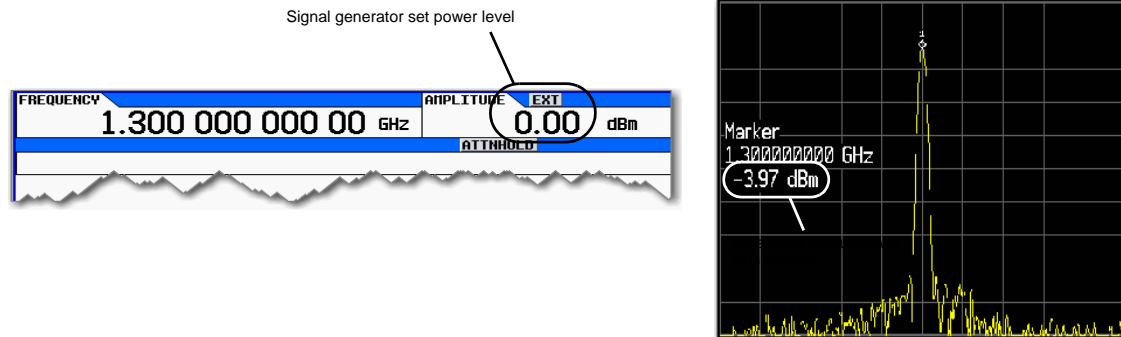 Signal generator set power level
FREQUENCY
AMPLITUDE EXT
1.300 000 000 00 GHz
0.00 dBm
ATTNHOLD
1
Marker
1.300000000 GHz
-3.97 dBm